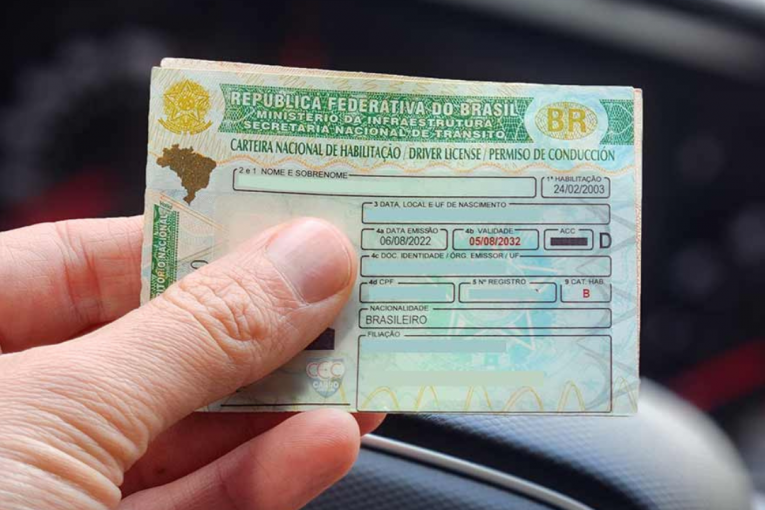 REPÚBLICA FEDERATIVA DO BRASIL
MINISTÉRIO DA INFRAESTRUTURA
SECRETARIA NACIONAL DE TRÂNSITO
BR
CARTEIRA NACIONAL DE HABILITAÇÃO / DRIVER LICENSE / PERMISO DE CONDUCCIÓN
2 e 1 NOME E SOBRENOME
1ª HABILITAÇÃO
24/02/2003
3 DATA, LOCAL E UF DE NASCIMENTO
4a DATA EMISSÃO
06/08/2022
4b VALIDADE
05/08/2032
ACC
D
4c DOC. IDENTIDADE / ÓRG. EMISSOR / UF
4d CPF
5 Nº REGISTRO
9 CAT. HAB.
B
NACIONALIDADE
BRASILEIRO
FILIAÇÃO